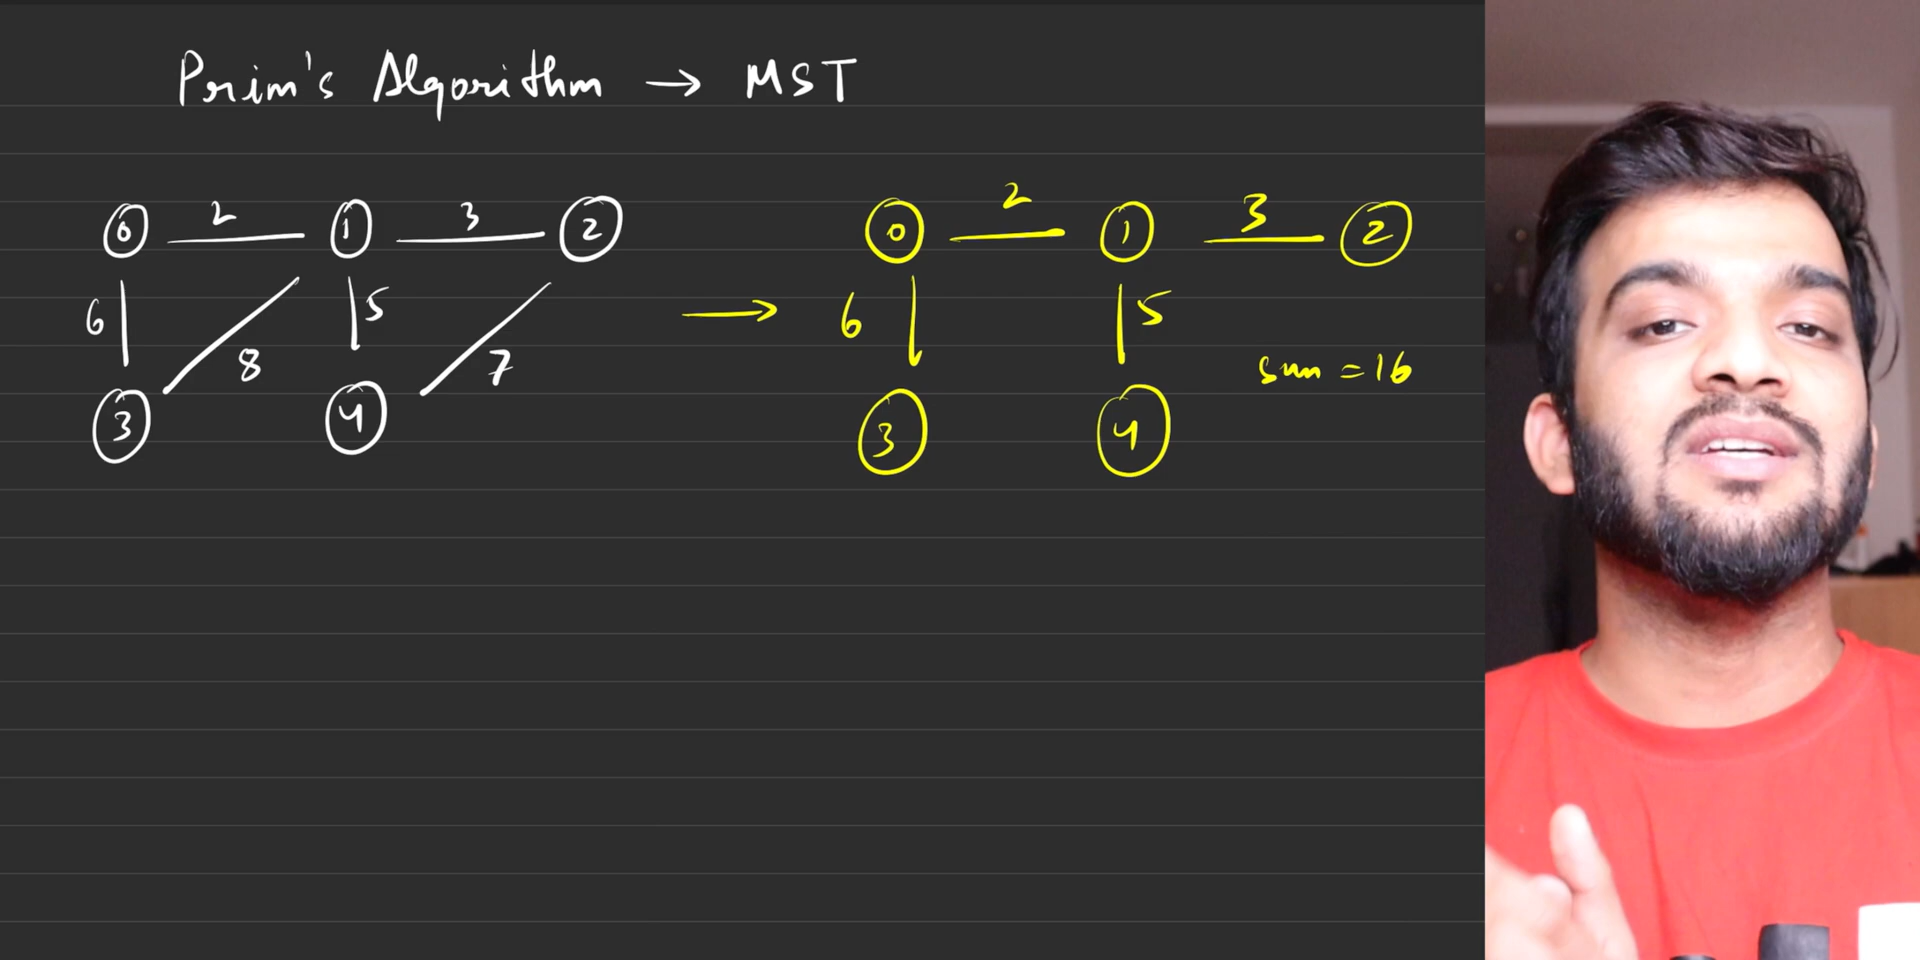 Prim's Algorithm → MST
0 2 1 3 2
6 8 5 7
3 4
→
0 2 1 3 2
6 5
sum = 16
3 4